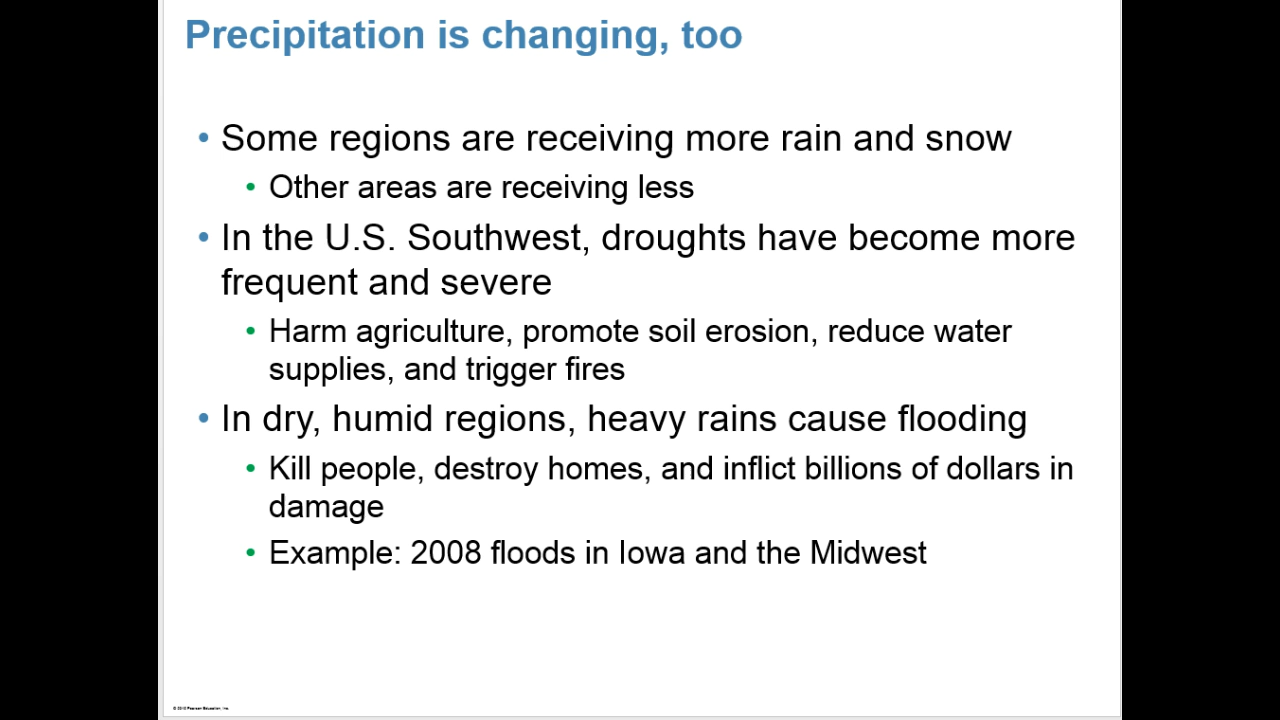 Precipitation is changing, too
• Some regions are receiving more rain and snow
• Other areas are receiving less
• In the U.S. Southwest, droughts have become more
frequent and severe
• Harm agriculture, promote soil erosion, reduce water
supplies, and trigger fires
• In dry, humid regions, heavy rains cause flooding
• Kill people, destroy homes, and inflict billions of dollars in
damage
• Example: 2008 floods in Iowa and the Midwest
Pearson Education, Inc.